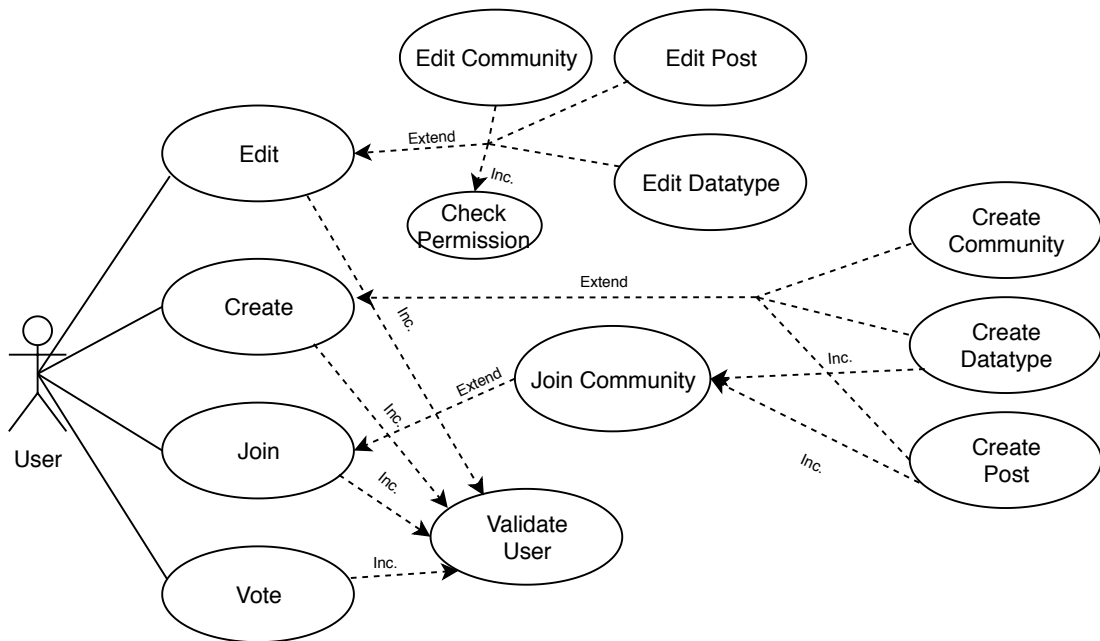 Edit Community
Edit Post
Edit
Extend
Inc.
Edit Datatype
Check
Permission
Create
Community
Create
Extend
Inc.
Create
Datatype
Join Community
Inc.
Extend
Inc.
User
Join
Inc.
Create
Post
Inc.
Validate
User
Vote
Inc.